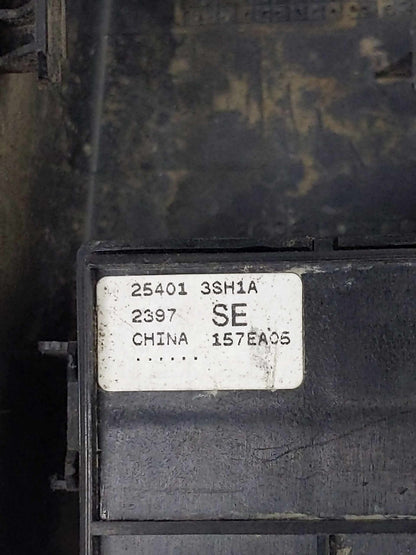 25401 3SH1A
2397 SE
CHINA 157EA05
......